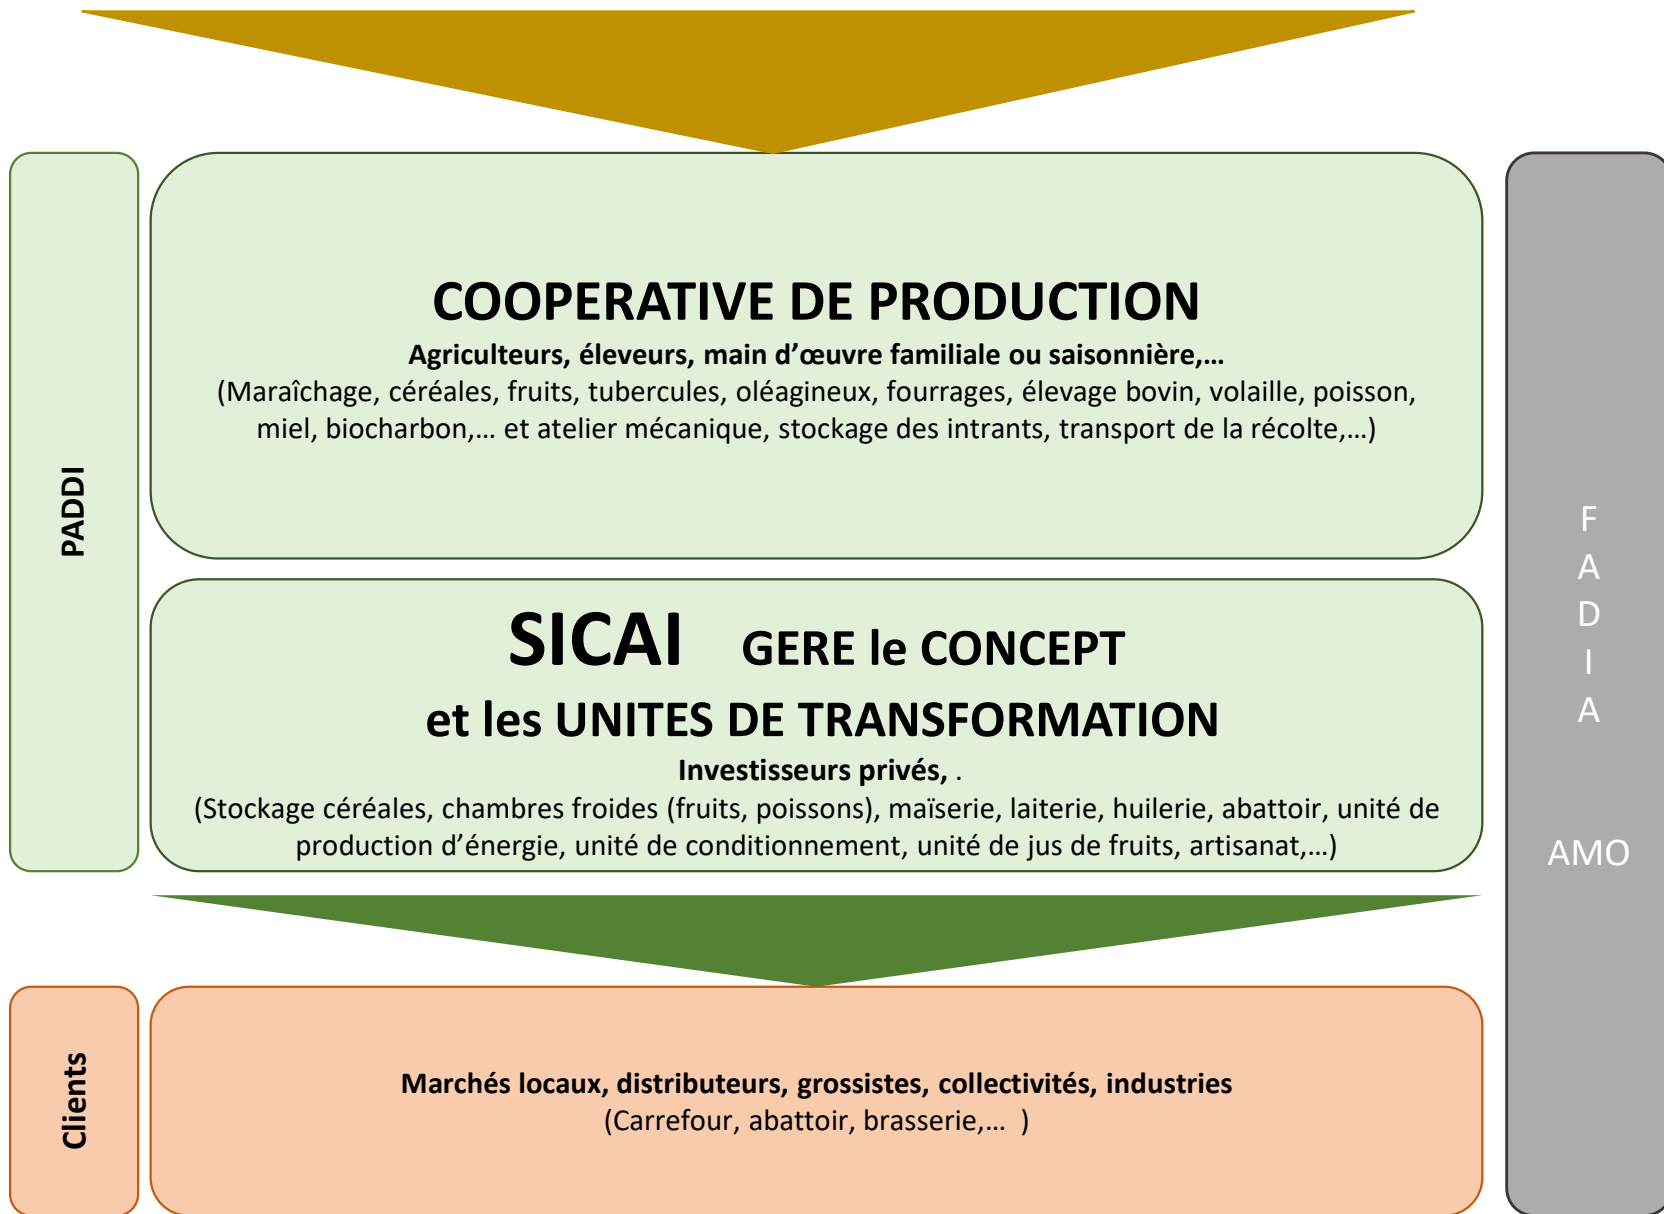 PADDI
COOPERATIVE DE PRODUCTION
Agriculteurs, éleveurs, main d’œuvre familiale ou saisonnière,…
(Maraîchage, céréales, fruits, tubercules, oléagineux, fourrages, élevage bovin, volaille, poisson,
miel, biocharbon,… et atelier mécanique, stockage des intrants, transport de la récolte,…)
SICAI GERE le CONCEPT
et les UNITES DE TRANSFORMATION
Investisseurs privés, .
(Stockage céréales, chambres froides (fruits, poissons), maïserie, laiterie, huilerie, abattoir, unité de
production d’énergie, unité de conditionnement, unité de jus de fruits, artisanat,…)
Clients
Marchés locaux, distributeurs, grossistes, collectivités, industries
(Carrefour, abattoir, brasserie,… )
F
A
D
I
A
AMO